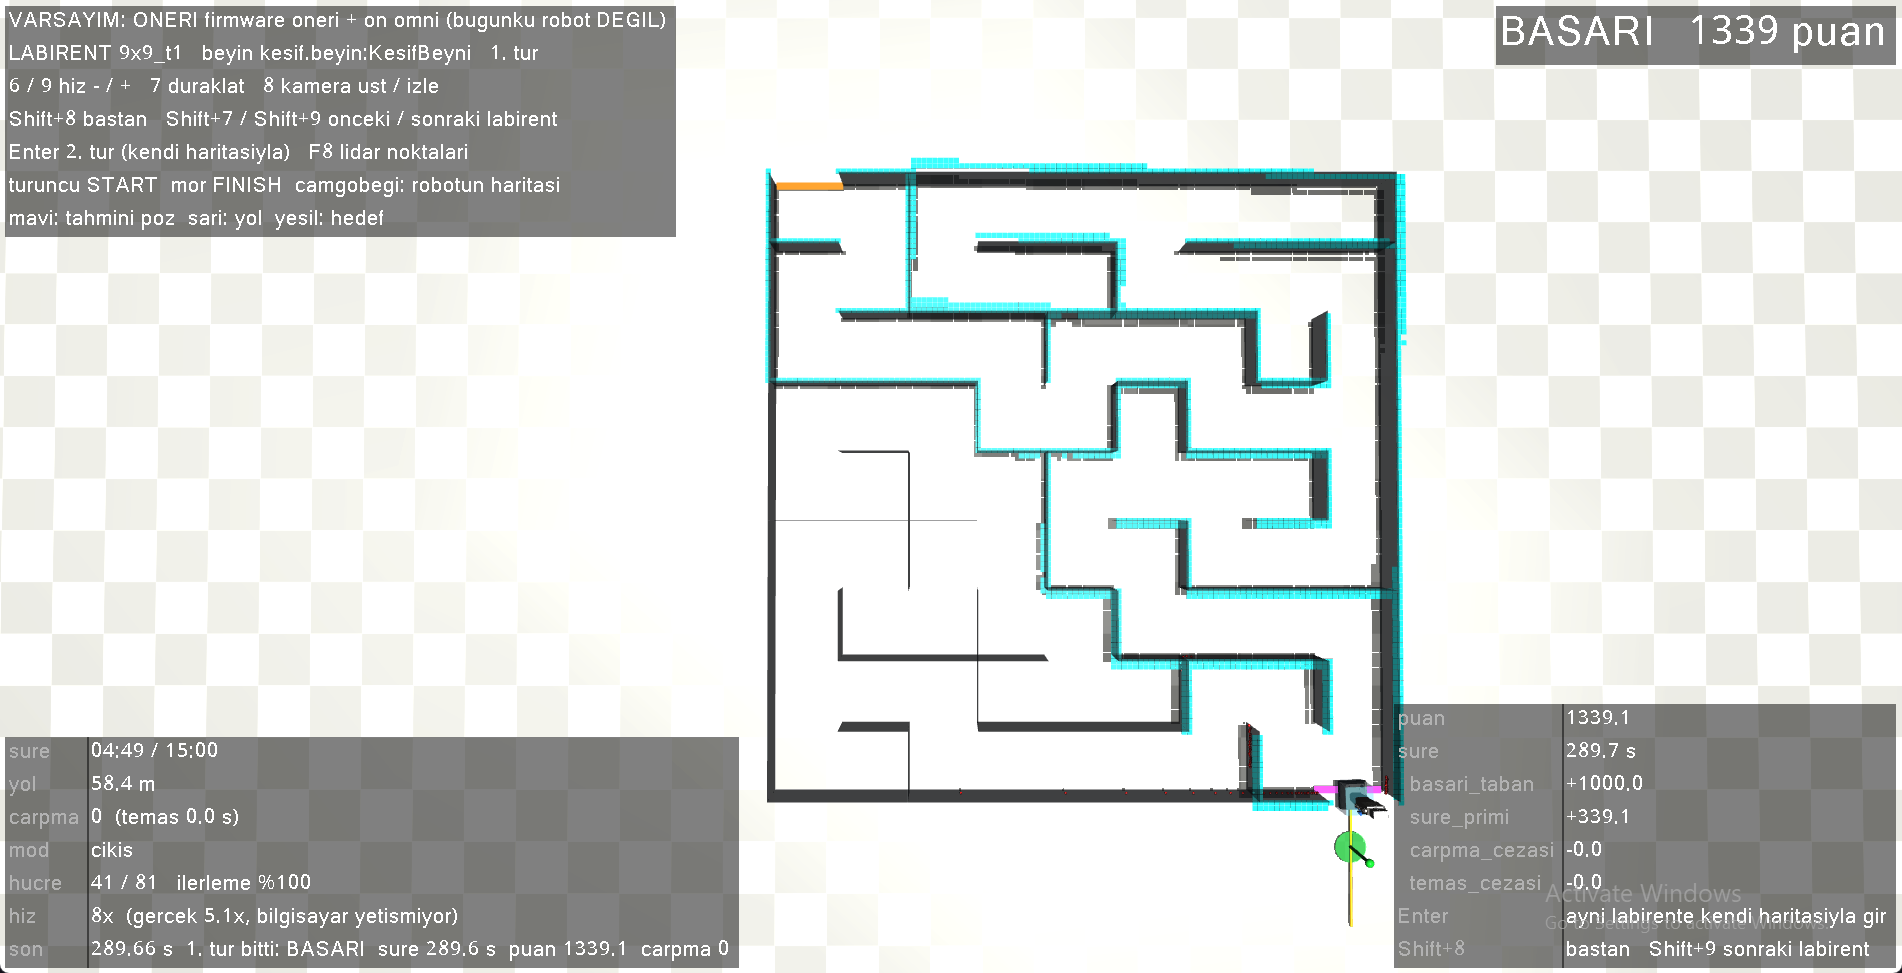 VARSAYIM: ONERI firmware oneri + on omni (bugunku robot DEGIL)
LABIRENT 9x9_t1 beyin kesif.beyin:KesifBeyni 1. tur
6 / 9 hiz - / + 7 duraklat 8 kamera ust / izle
Shift+8 bastan Shift+7 / Shift+9 onceki / sonraki labirent
Enter 2. tur (kendi haritasiyla) F8 lidar noktalari
turuncu START mor FINISH camgobegi: robotun haritasi
mavi: tahmini poz sari: yol yesil: hedef
BASARI 1339 puan
sure 04:49 / 15:00
yol 58.4 m
carpma 0 (temas 0.0 s)
mod cikis
hucre 41 / 81 ilerleme %100
hiz 8x (gercek 5.1x, bilgisayar yetismiyor)
son 289.66 s 1. tur bitti: BASARI sure 289.6 s puan 1339.1 carpma 0
puan 1339.1
sure 289.7 s
basari_taban +1000.0
sure_primi +339.1
carpma_cezasi -0.0
temas_cezasi -0.0
Activate Windows
Enter ayni labirente kendi haritasiyla gir
Go to Settings to activate Windows.
Shift+8 bastan Shift+9 sonraki labirent